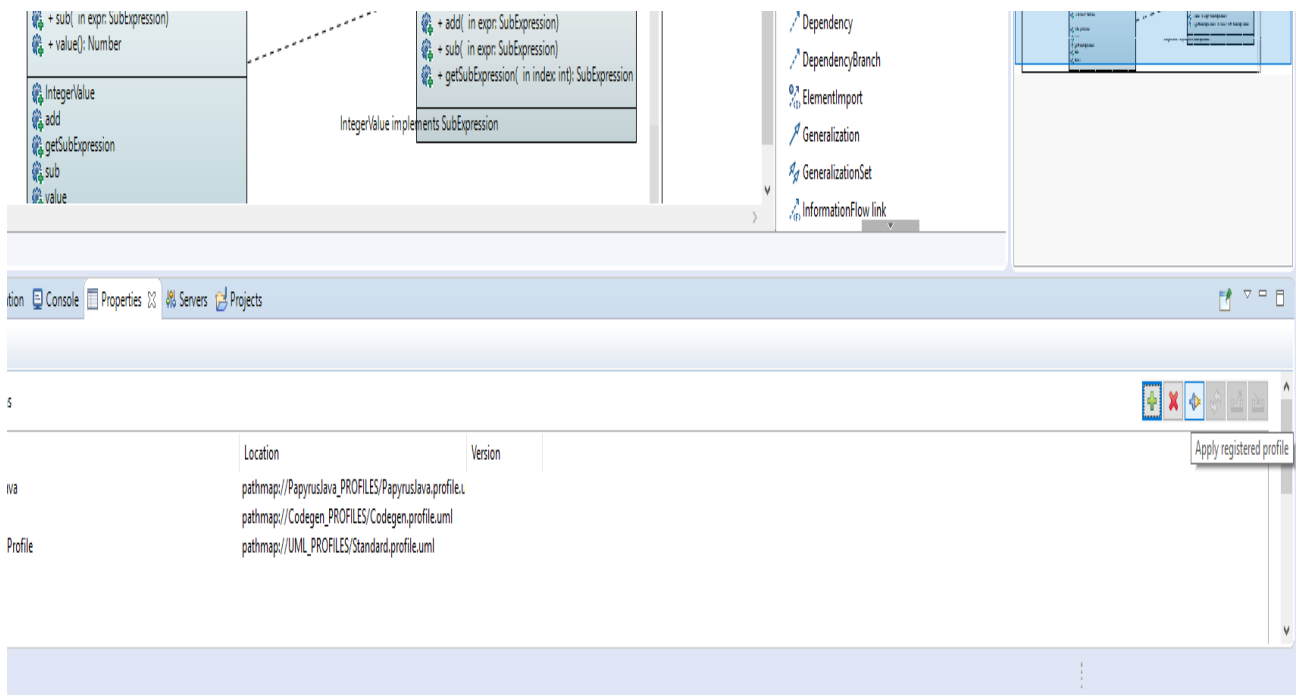 + sub( in expr: SubExpression)
+ value(): Number
IntegerValue
add
getSubExpression
sub
value
+ add( in expr: SubExpression)
+ sub( in expr: SubExpression)
+ getSubExpression( in index: int): SubExpression
IntegerValue implements SubExpression
Dependency
DependencyBranch
ElementImport
Generalization
GeneralizationSet
InformationFlow link
ation Console Properties Servers Projects
s
Apply registered profile
Location Version
ava pathmap://PapyrusJava_PROFILES/PapyrusJava.profile.u
pathmap://Codegen_PROFILES/Codegen.profile.uml
Profile pathmap://UML_PROFILES/Standard.profile.uml